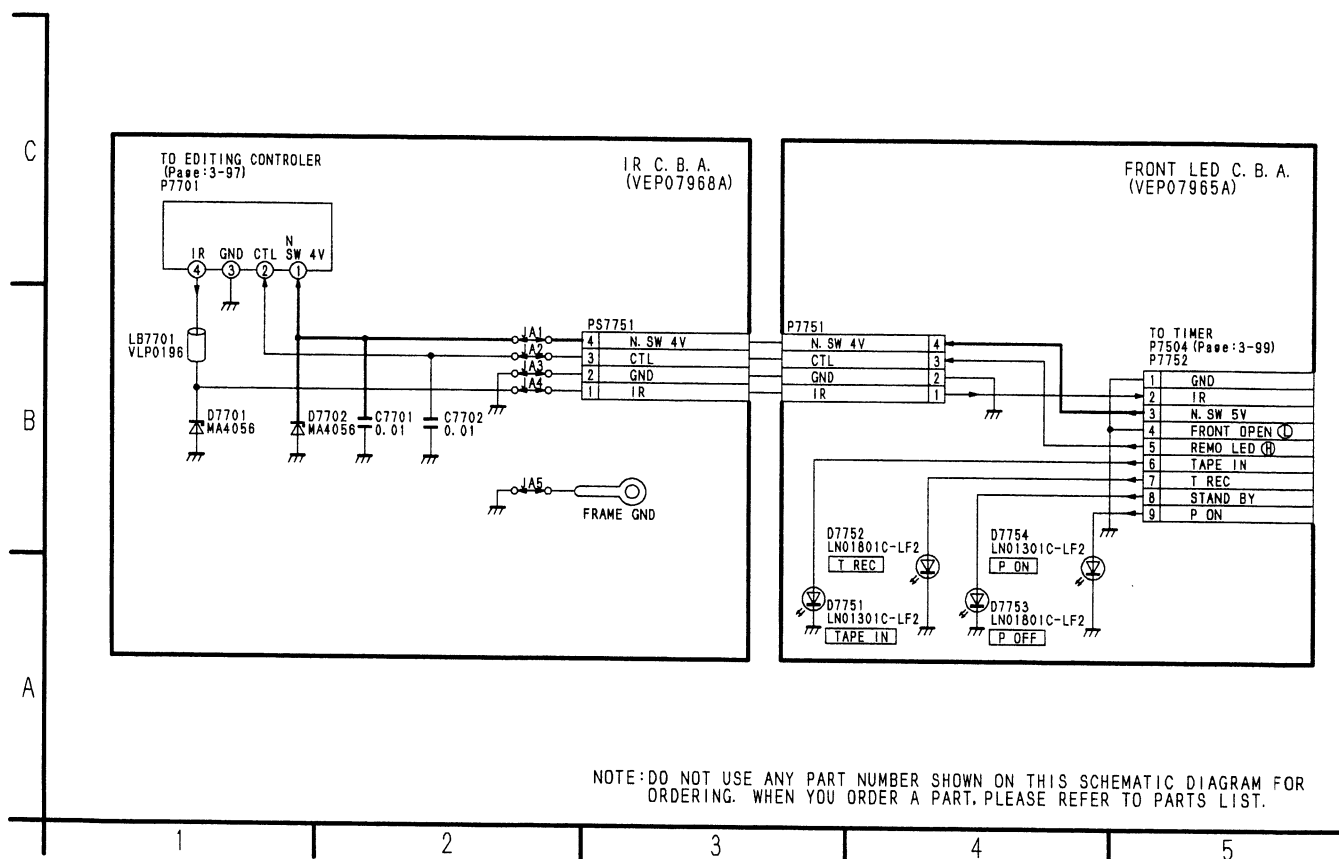 C
B
A
TO EDITING CONTROLER
(Page:3-97)
P7701
IR GND CTL N SW 4V
4 3 2 1
IR C. B. A.
(VEP07968A)
LB7701
VLP0196
D7701
MA4056
D7702
MA4056
C7701
0.01
C7702
0.01
JA1
JA2
JA3
JA4
PS7751
4 N. SW 4V
3 CTL
2 GND
1 IR
JA5
FRAME GND
FRONT LED C. B. A.
(VEP07965A)
P7751
N. SW 4V 4
CTL 3
GND 2
IR 1
TO TIMER
P7504 (Page:3-99)
P7752
1 GND
2 IR
3 N. SW 5V
4 FRONT OPEN Ⓛ
5 REMO LED Ⓗ
6 TAPE IN
7 T REC
8 STAND BY
9 P ON
D7752
LN01801C-LF2
T REC
D7754
LN01301C-LF2
P ON
D7751
LN01301C-LF2
TAPE IN
D7753
LN01801C-LF2
P OFF
NOTE:DO NOT USE ANY PART NUMBER SHOWN ON THIS SCHEMATIC DIAGRAM FOR
ORDERING. WHEN YOU ORDER A PART, PLEASE REFER TO PARTS LIST.
1 2 3 4 5